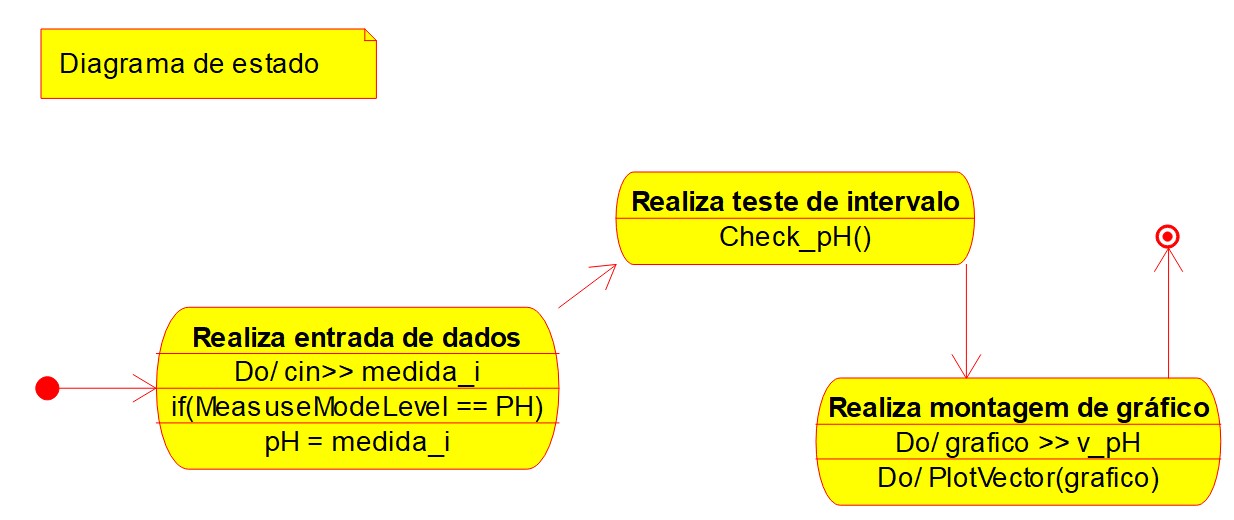 Diagrama de estado
Realiza entrada de dados
Do/ cin>> medida_i
if(MeasuseModeLevel == PH)
pH = medida_i
Realiza teste de intervalo
Check_pH()
Realiza montagem de gráfico
Do/ grafico >> v_pH
Do/ PlotVector(grafico)